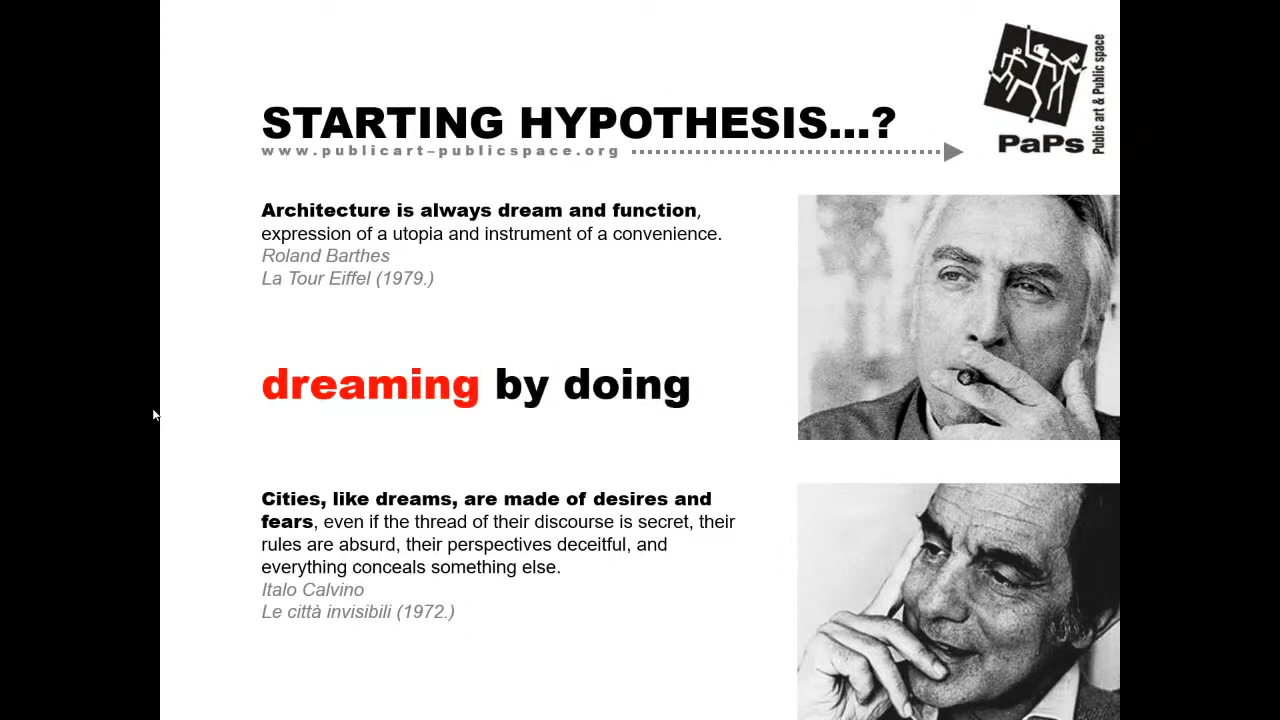 STARTING HYPOTHESIS...?
www.publicart-publicspace.org
PaPs
Public art & Public space
Architecture is always dream and function,
expression of a utopia and instrument of a convenience.
Roland Barthes
La Tour Eiffel (1979.)
dreaming by doing
Cities, like dreams, are made of desires and
fears, even if the thread of their discourse is secret, their
rules are absurd, their perspectives deceitful, and
everything conceals something else.
Italo Calvino
Le città invisibili (1972.)